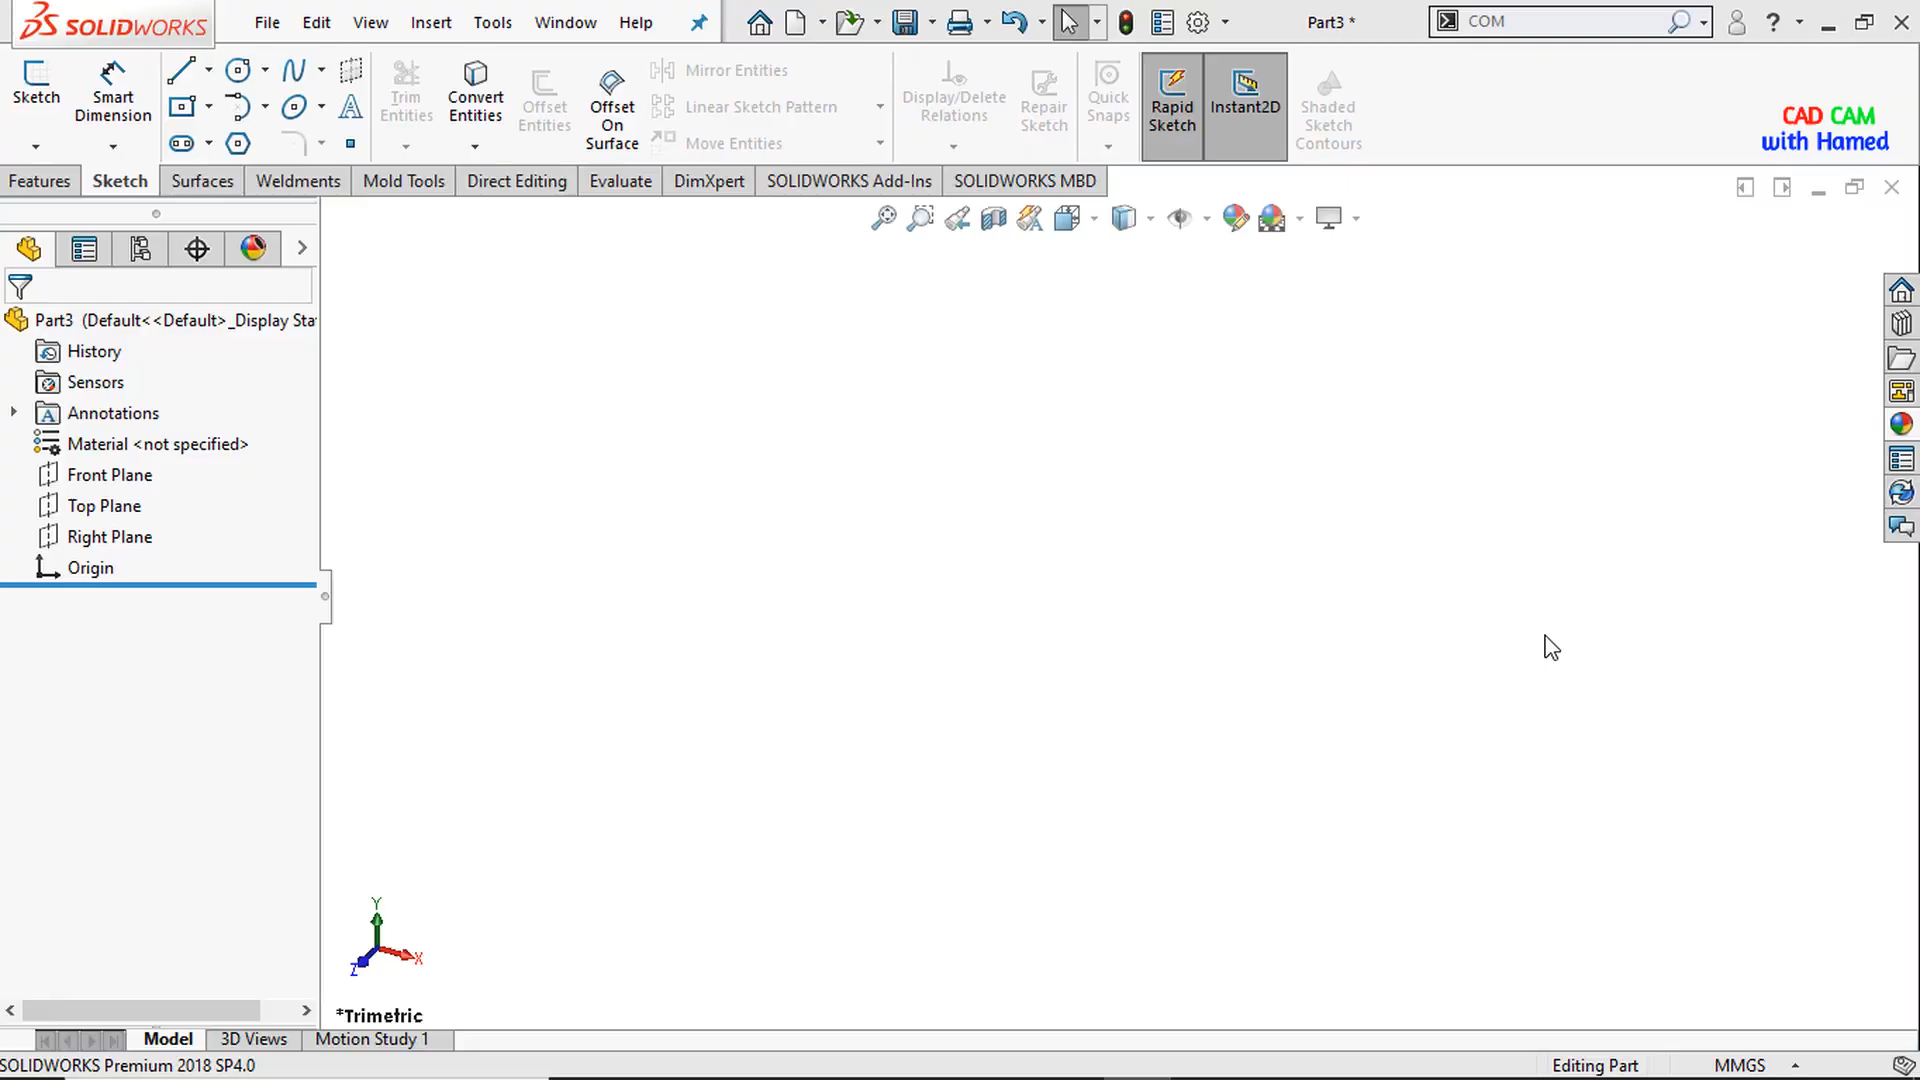 SOLIDWORKS
File Edit View Insert Tools Window Help
Part3 *
COM
?
Sketch
Smart
Dimension
Trim
Entities
Convert
Entities
Offset
Entities
Offset
On
Surface
Mirror Entities
Linear Sketch Pattern
Move Entities
Display/Delete
Relations
Repair
Sketch
Quick
Snaps
Rapid
Sketch
Instant2D
Shaded
Sketch
Contours
CAD CAM
with Hamed
Features Sketch Surfaces Weldments Mold Tools Direct Editing Evaluate DimXpert SOLIDWORKS Add-Ins SOLIDWORKS MBD
Part3 (Default<<Default>_Display Sta
History
Sensors
Annotations
Material <not specified>
Front Plane
Top Plane
Right Plane
Origin
Y
X
Z
*Trimetric
Model 3D Views Motion Study 1
SOLIDWORKS Premium 2018 SP4.0
Editing Part
MMGS